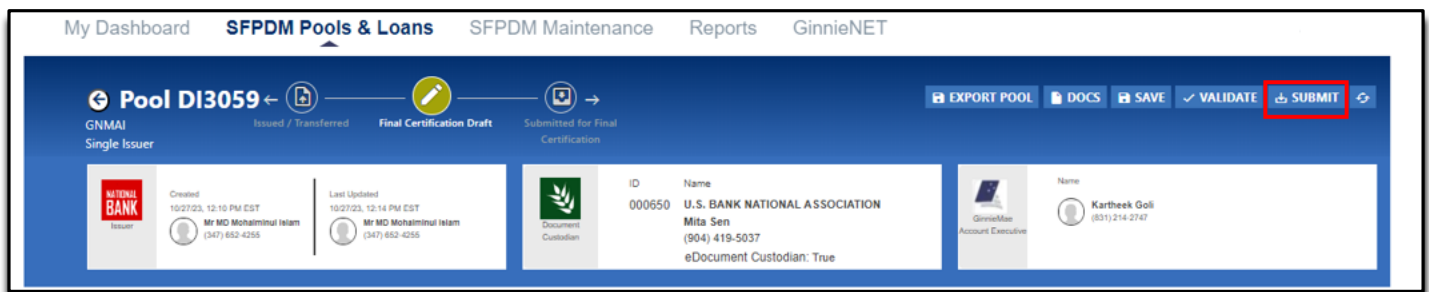 My Dashboard SFPDM Pools & Loans SFPDM Maintenance Reports GinnieNET
Pool DI3059
GNMAI
Single Issuer
Issued / Transferred
Final Certification Draft
Submitted for Final
Certification
EXPORT POOL DOCS SAVE VALIDATE SUBMIT
NATIONAL
BANK
Issuer
Created
10/27/23, 12:10 PM EST
Mr MD Mohaiminul Islam
(347) 652-4255
Last Updated
10/27/23, 12:14 PM EST
Mr MD Mohaiminul Islam
(347) 652-4255
Document
Custodian
ID Name
000650 U.S. BANK NATIONAL ASSOCIATION
Mita Sen
(904) 419-5037
eDocument Custodian: True
GinnieMae
Account Executive
Name
Kartheek Goli
(831) 214-2747